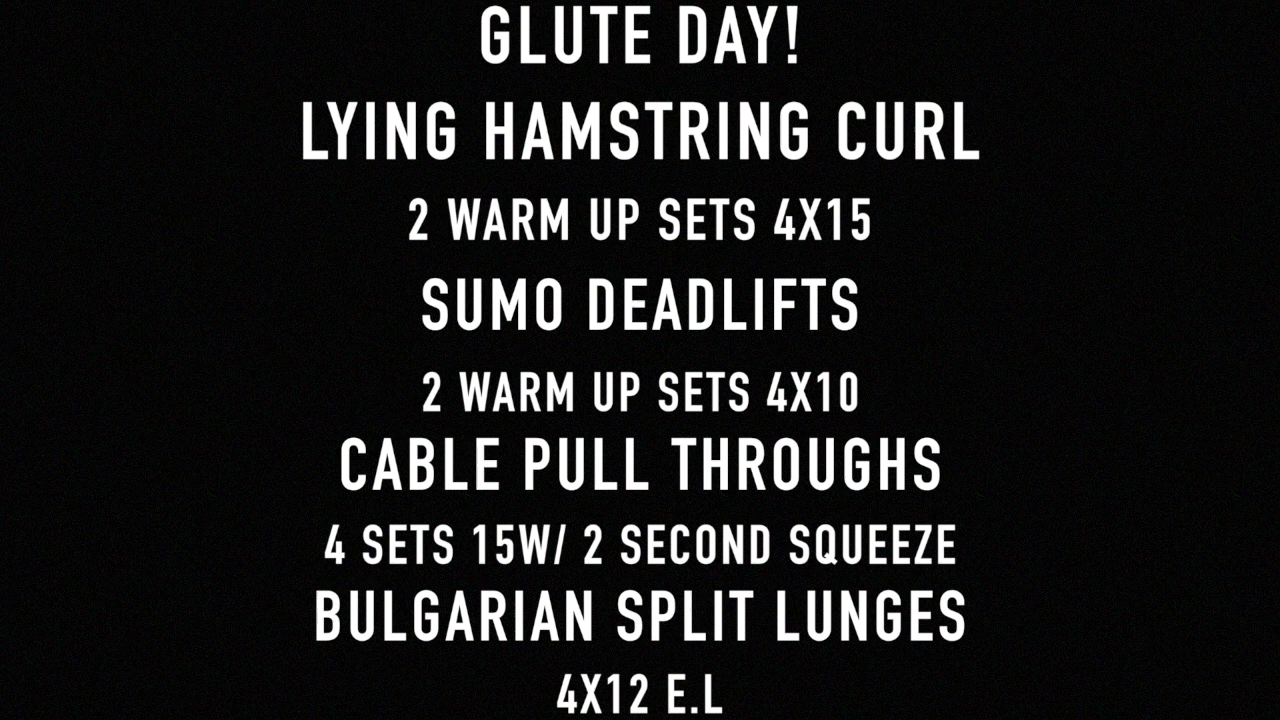 GLUTE DAY!
LYING HAMSTRING CURL
2 WARM UP SETS 4X15
SUMO DEADLIFTS
2 WARM UP SETS 4X10
CABLE PULL THROUGHS
4 SETS 15W/ 2 SECOND SQUEEZE
BULGARIAN SPLIT LUNGES
4X12 E.L